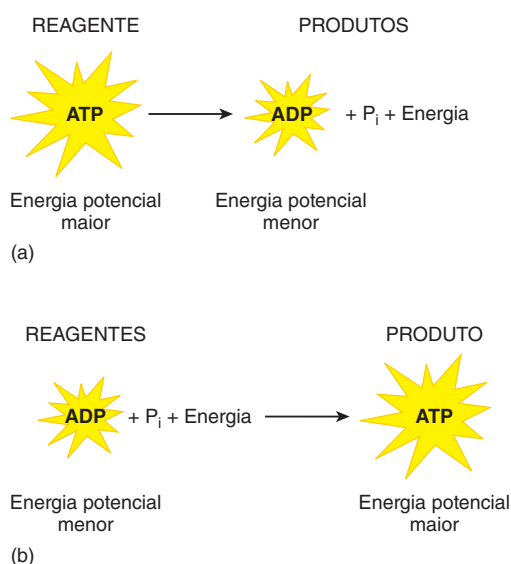 REAGENTE PRODUTOS
ATP ADP + Pi + Energia
Energia potencial maior Energia potencial menor
(a)
REAGENTES PRODUTO
ADP + Pi + Energia ATP
Energia potencial menor Energia potencial maior
(b)